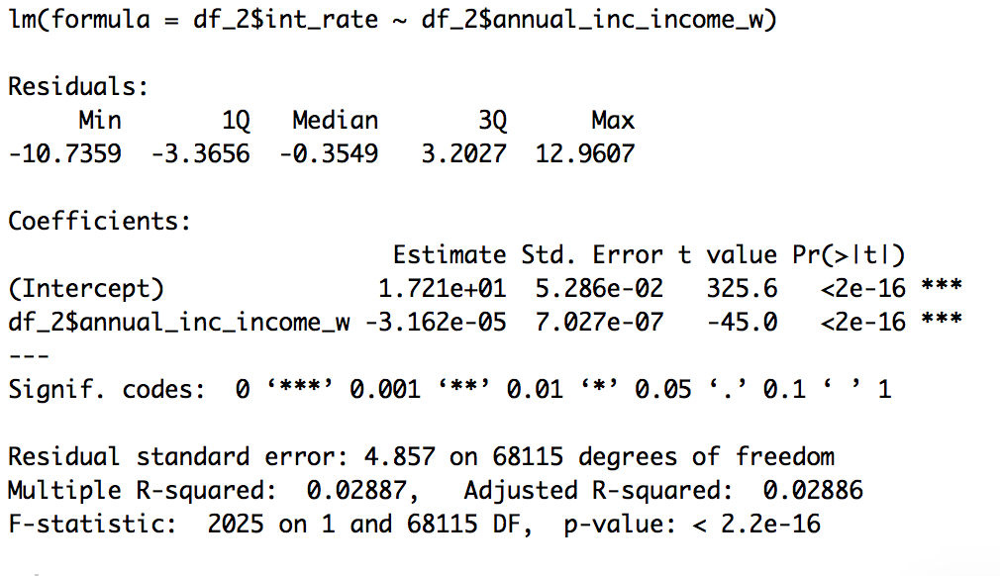 lm(formula = df_2$int_rate ~ df_2$annual_inc_income_w)
Residuals:
Min 1Q Median 3Q Max
-10.7359 -3.3656 -0.3549 3.2027 12.9607
Coefficients:
Estimate Std. Error t value Pr(>|t|)
(Intercept) 1.721e+01 5.286e-02 325.6 <2e-16 ***
df_2$annual_inc_income_w -3.162e-05 7.027e-07 -45.0 <2e-16 ***
---
Signif. codes: 0 ‘***’ 0.001 ‘**’ 0.01 ‘*’ 0.05 ‘.’ 0.1 ‘ ’ 1
Residual standard error: 4.857 on 68115 degrees of freedom
Multiple R-squared: 0.02887, Adjusted R-squared: 0.02886
F-statistic: 2025 on 1 and 68115 DF, p-value: < 2.2e-16